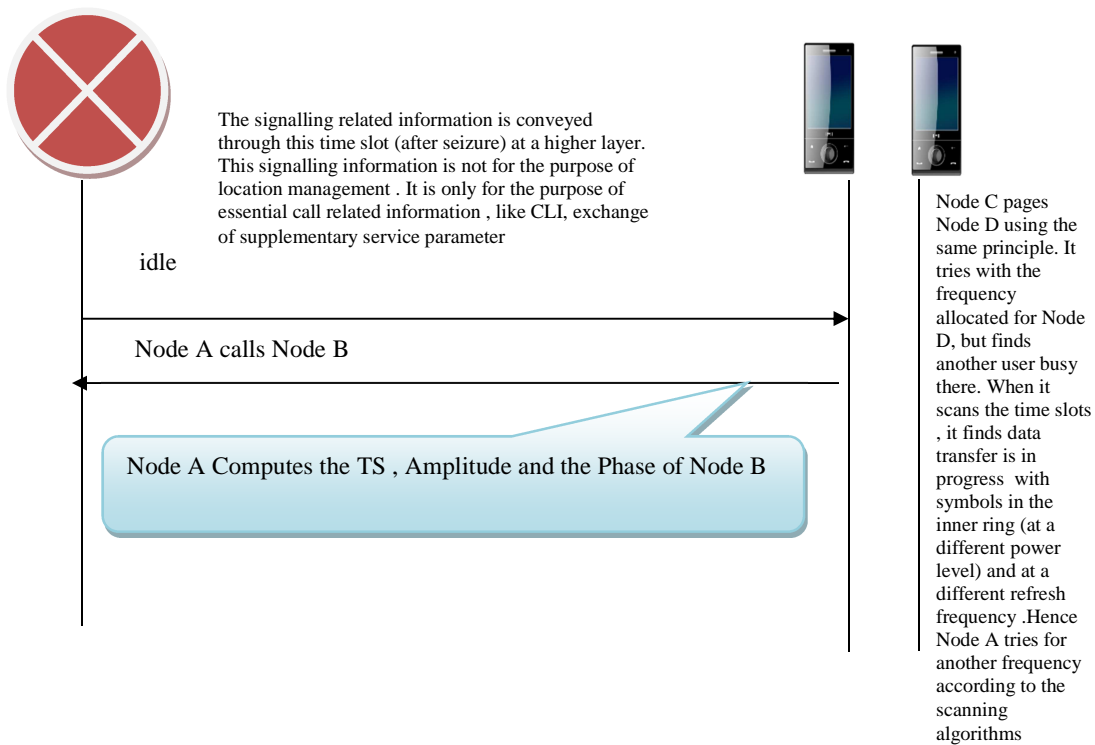 The signalling related information is conveyed
through this time slot (after seizure) at a higher layer.
This signalling information is not for the purpose of
location management . It is only for the purpose of
essential call related information , like CLI, exchange
of supplementary service parameter
idle
Node A calls Node B
Node A Computes the TS , Amplitude and the Phase of Node B
Node C pages
Node D using the
same principle. It
tries with the
frequency
allocated for Node
D, but finds
another user busy
there. When it
scans the time slots
, it finds data
transfer is in
progress  with
symbols in the
inner ring (at a
different power
level) and at a
different refresh
frequency .Hence
Node A tries for
another frequency
according to the
scanning
algorithms